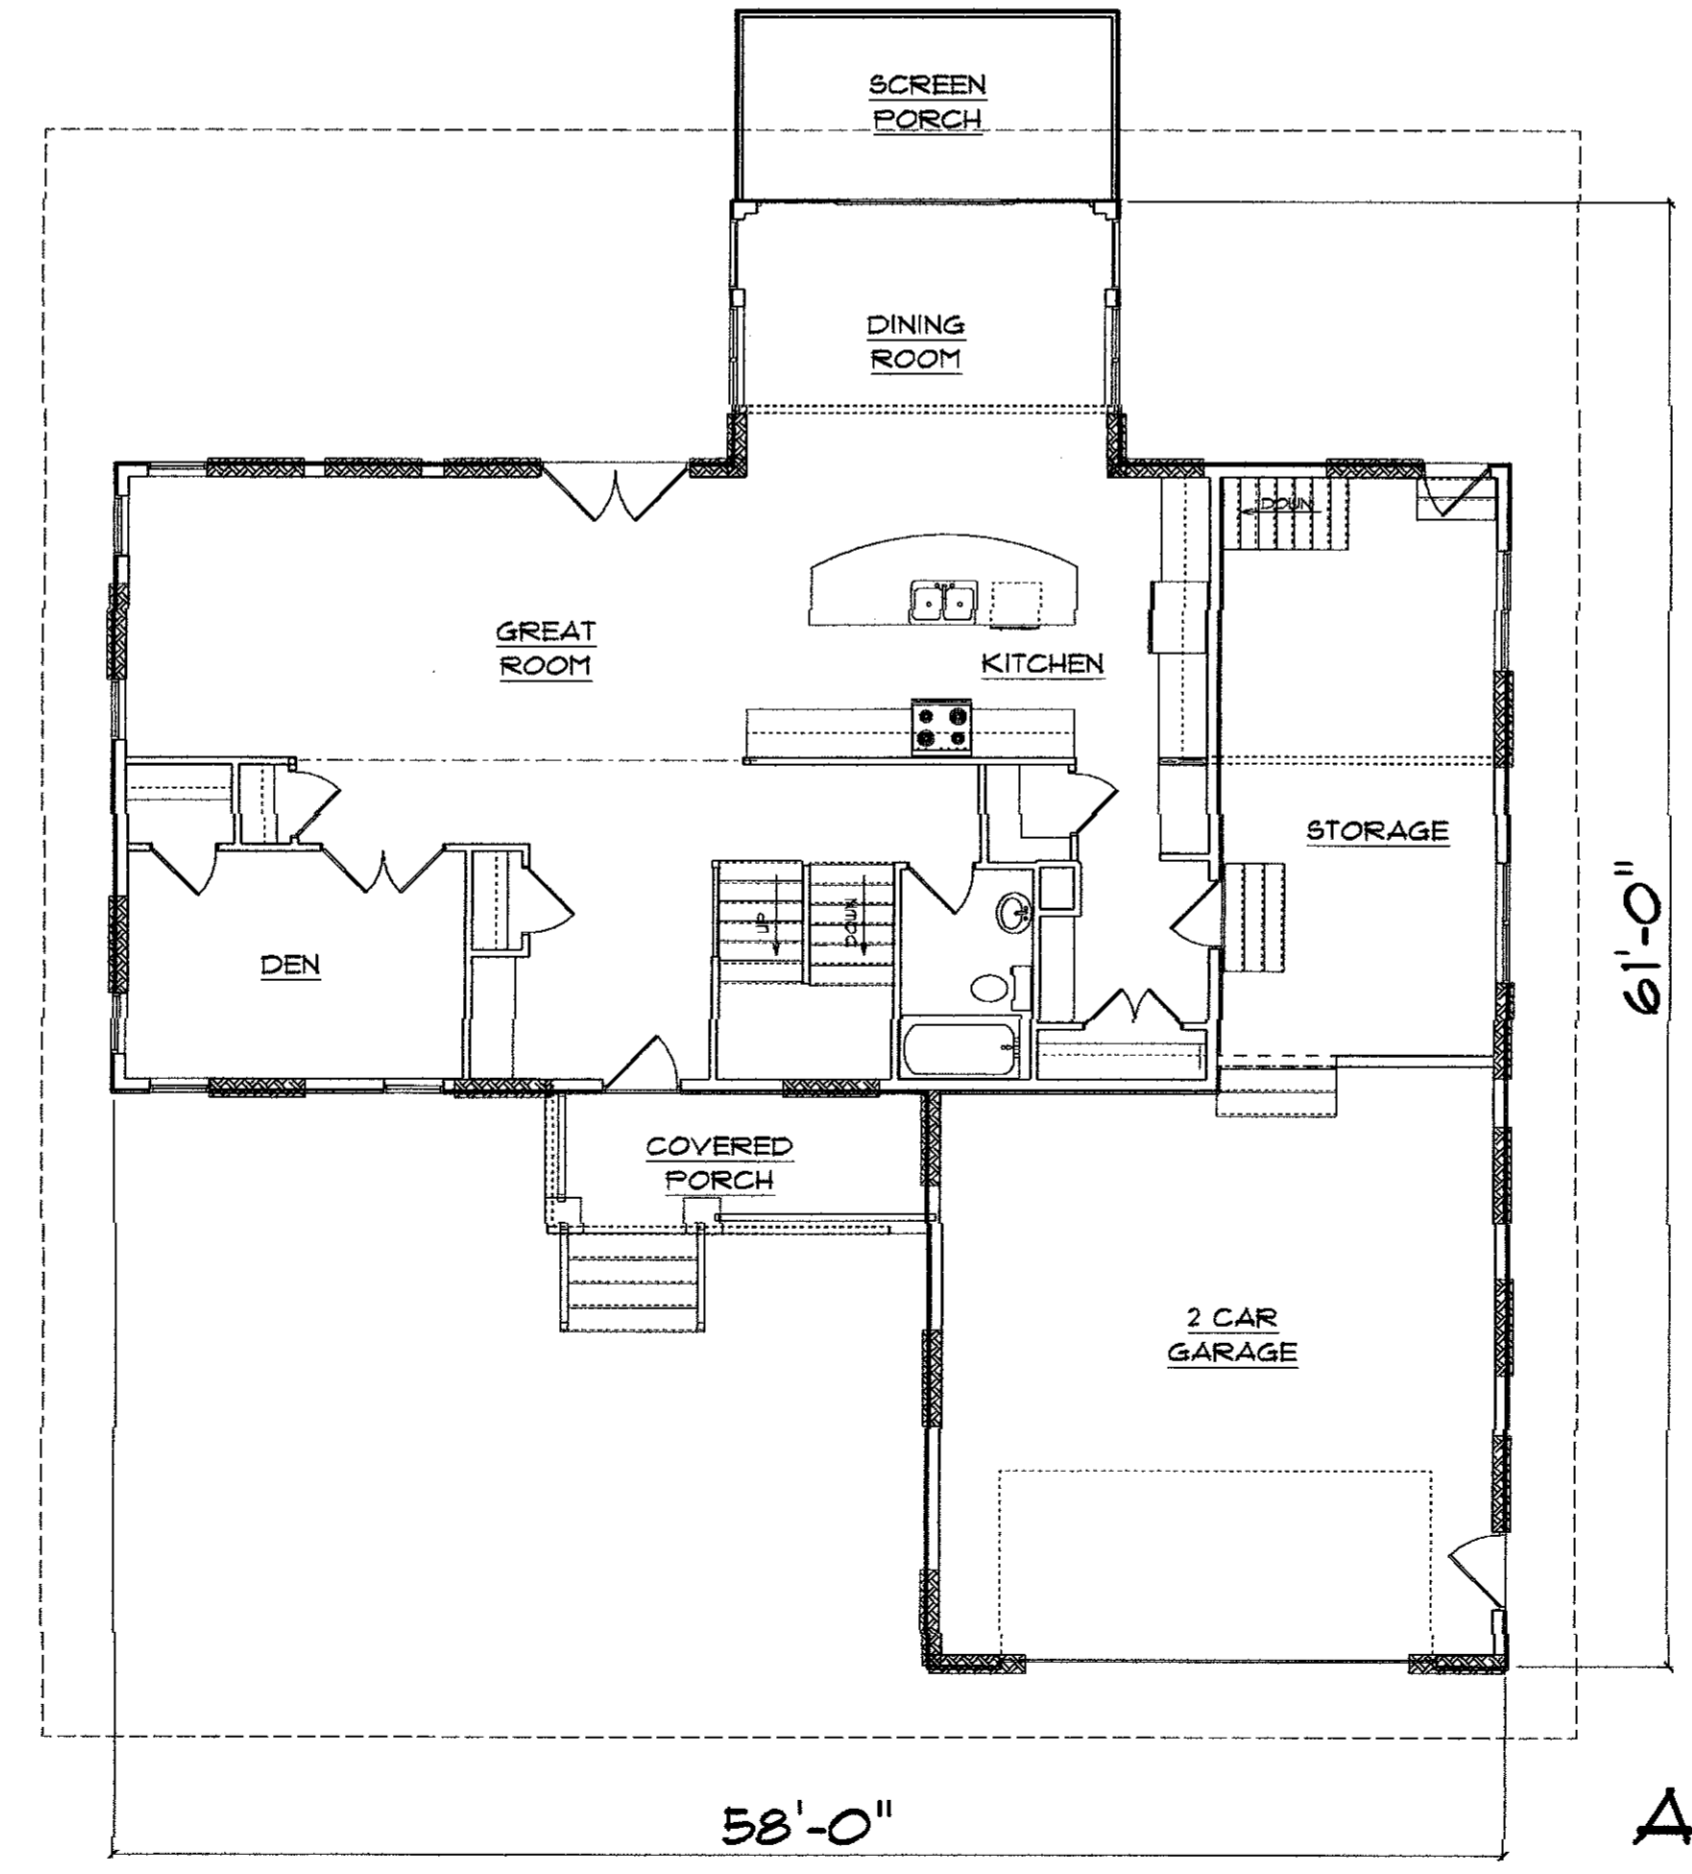 SCREEN
PORCH
DINING
ROOM
DOWN
GREAT
ROOM
KITCHEN
STORAGE
UP
DOWN
DEN
61'-0"
COVERED
PORCH
2 CAR
GARAGE
58'-0"
A